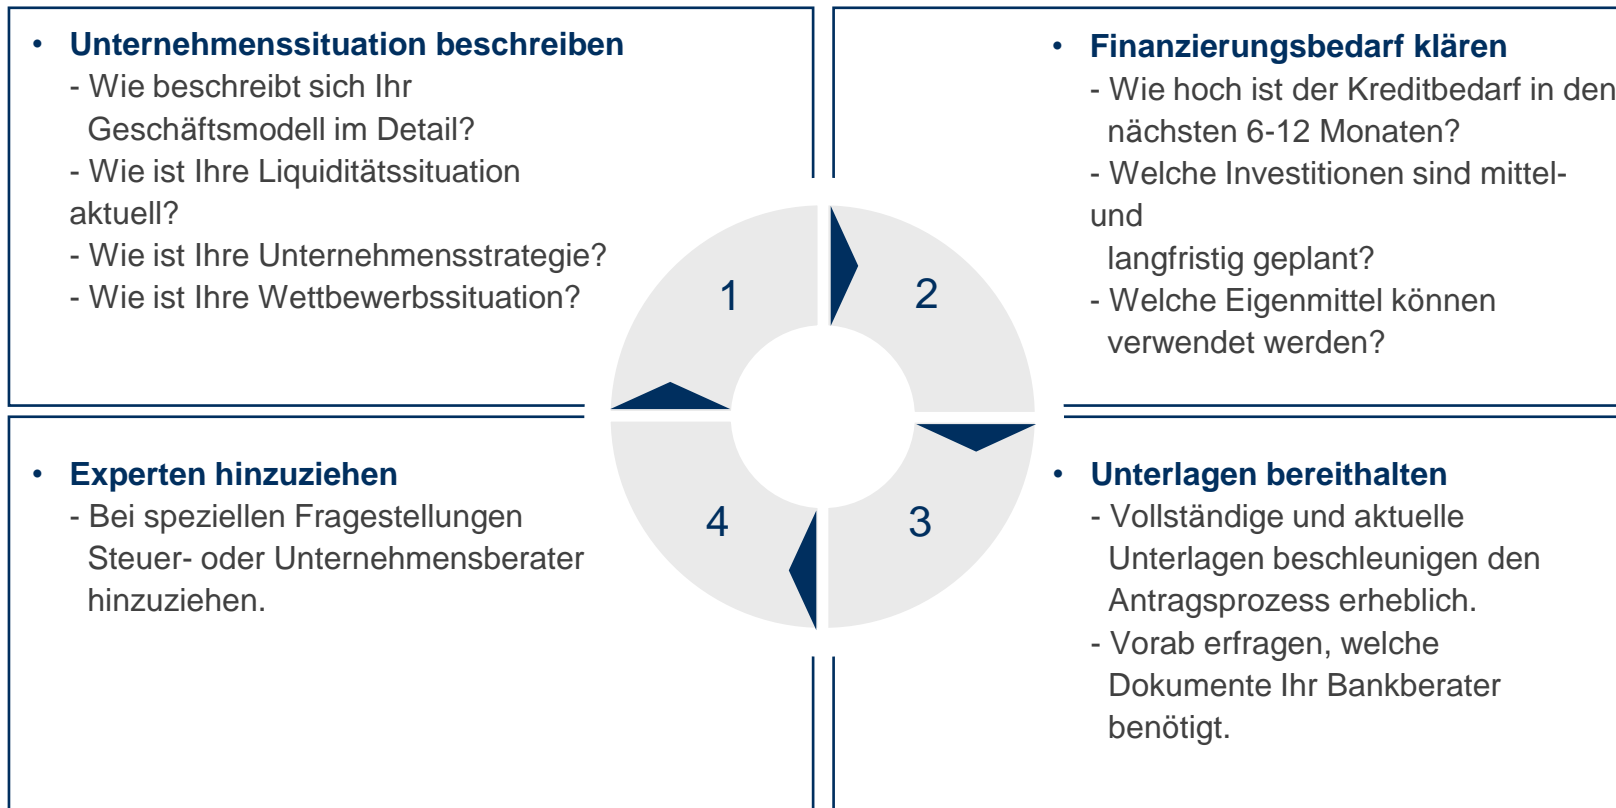 • Unternehmenssituation beschreiben
- Wie beschreibt sich Ihr
Geschäftsmodell im Detail?
- Wie ist Ihre Liquiditätssituation
aktuell?
- Wie ist Ihre Unternehmensstrategie?
- Wie ist Ihre Wettbewerbssituation?
1
• Finanzierungsbedarf klären
- Wie hoch ist der Kreditbedarf in den
nächsten 6-12 Monaten?
- Welche Investitionen sind mittel-
und
langfristig geplant?
- Welche Eigenmittel können
verwendet werden?
2
• Unterlagen bereithalten
- Vollständige und aktuelle
Unterlagen beschleunigen den
Antragsprozess erheblich.
- Vorab erfragen, welche
Dokumente Ihr Bankberater
benötigt.
3
• Experten hinzuziehen
- Bei speziellen Fragestellungen
Steuer- oder Unternehmensberater
hinzuziehen.
4